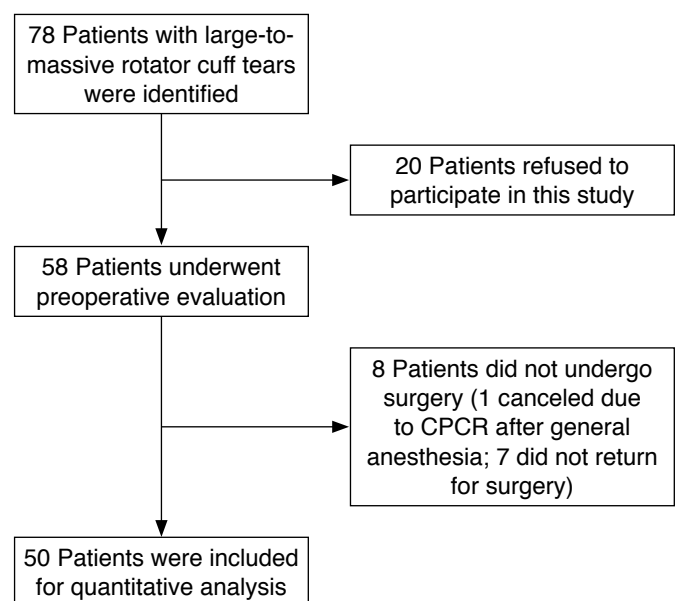 78 Patients with large-to-
massive rotator cuff tears
were identified
20 Patients refused to
participate in this study
58 Patients underwent
preoperative evaluation
8 Patients did not undergo
surgery (1 canceled due
to CPCR after general
anesthesia; 7 did not return
for surgery)
50 Patients were included
for quantitative analysis